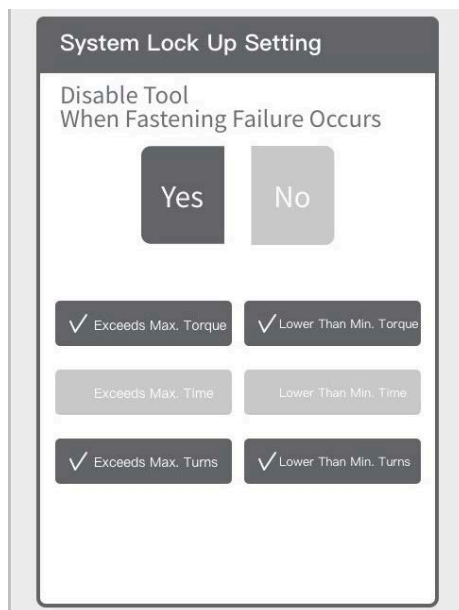 System Lock Up Setting
Disable Tool
When Fastening Failure Occurs
Yes No
Exceeds Max. Torque Lower Than Min. Torque
Exceeds Max. Time Lower Than Min. Time
Exceeds Max. Turns Lower Than Min. Turns